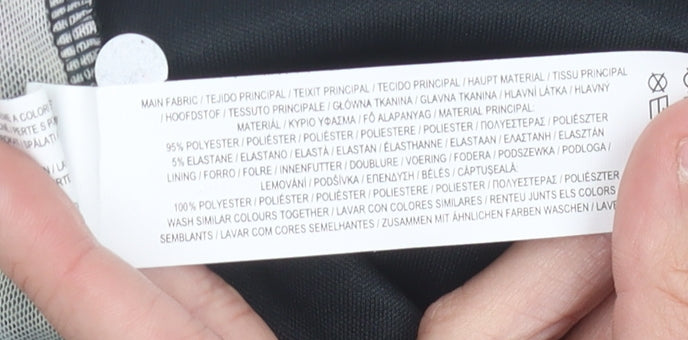 MAIN FABRIC / TEJIDO PRINCIPAL / TEIXIT PRINCIPAL / TECIDO PRINCIPAL / HAUPT MATERIAL / TISSU PRINCIPAL
/ HOOFDSTOF / TESSUTO PRINCIPALE / GŁÓWNA TKANINA / GLAVNA TKANINA / HLAVNÍ LÁTKA / HLAVNY
MATERIÁL / ΚΥΡΙΟ ΥΦΑΣΜΑ / FŐ ALAPANYAG / MATERIAL PRINCIPAL:
95% POLYESTER / POLIÉSTER / POLIÈSTER / POLIESTERE / POLIESTER / ΠΟΛΥΕΣΤΕΡΑΣ / POLIÉSZTER
5% ELASTANE / ELASTANO / ELASTÀ / ELASTAN / ÉLASTHANNE / ELASTAAN / ΕΛΑΣΤΑΝΗ / ELASZTÁN
LINING / FORRO / FOLRE / INNENFUTTER / DOUBLURE / VOERING / FODERA / PODSZEWKA / PODLOGA /
LEMOVÁNÍ / PODŠÍVKA / ΕΠΕΝΔΥΣΗ / BÉLÉS / CĂPTUȘEALĂ:
100% POLYESTER / POLIÉSTER / POLIÈSTER / POLIESTERE / POLIESTER / ΠΟΛΥΕΣΤΕΡΑΣ / POLIÉSZTER
WASH SIMILAR COLOURS TOGETHER / LAVAR CON COLORES SIMILARES / RENTEU JUNTS ELS COLORS
SEMBLANTS / LAVAR COM CORES SEMELHANTES / ZUSAMMEN MIT ÄHNLICHEN FARBEN WASCHEN / LAVE